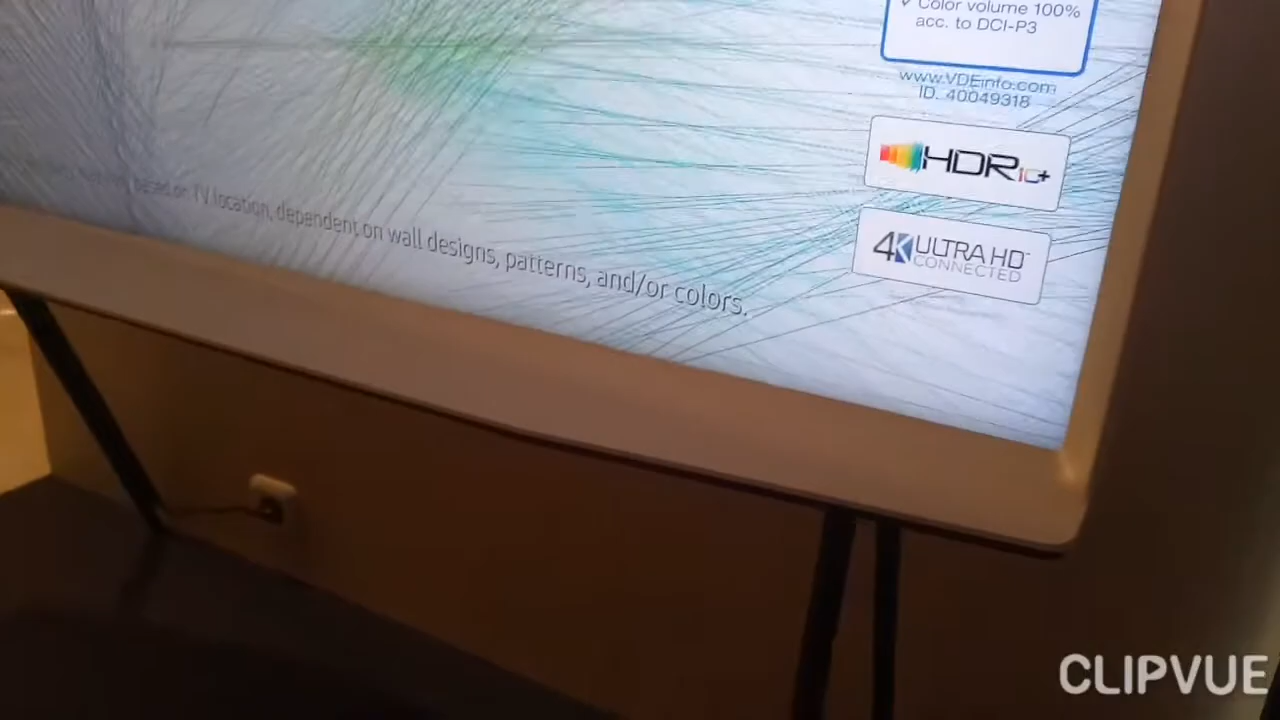 ✓ Color volume 100%
acc. to DCI-P3
www.VDEinfo.com
ID. 40049318
HDR10+
4K ULTRA HD™
CONNECTED
based on TV location, dependent on wall designs, patterns, and/or colors.
CLIPVUE